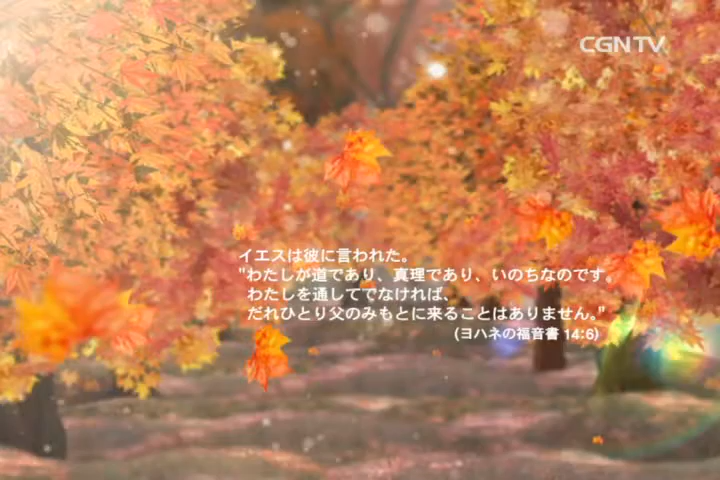 CGNTV
イエスは彼に言われた。
"わたしが道であり、真理であり、いのちなのです。
わたしを通してでなければ、
だれひとり父のみもとに来ることはありません。"
(ヨハネの福音書 14:6)